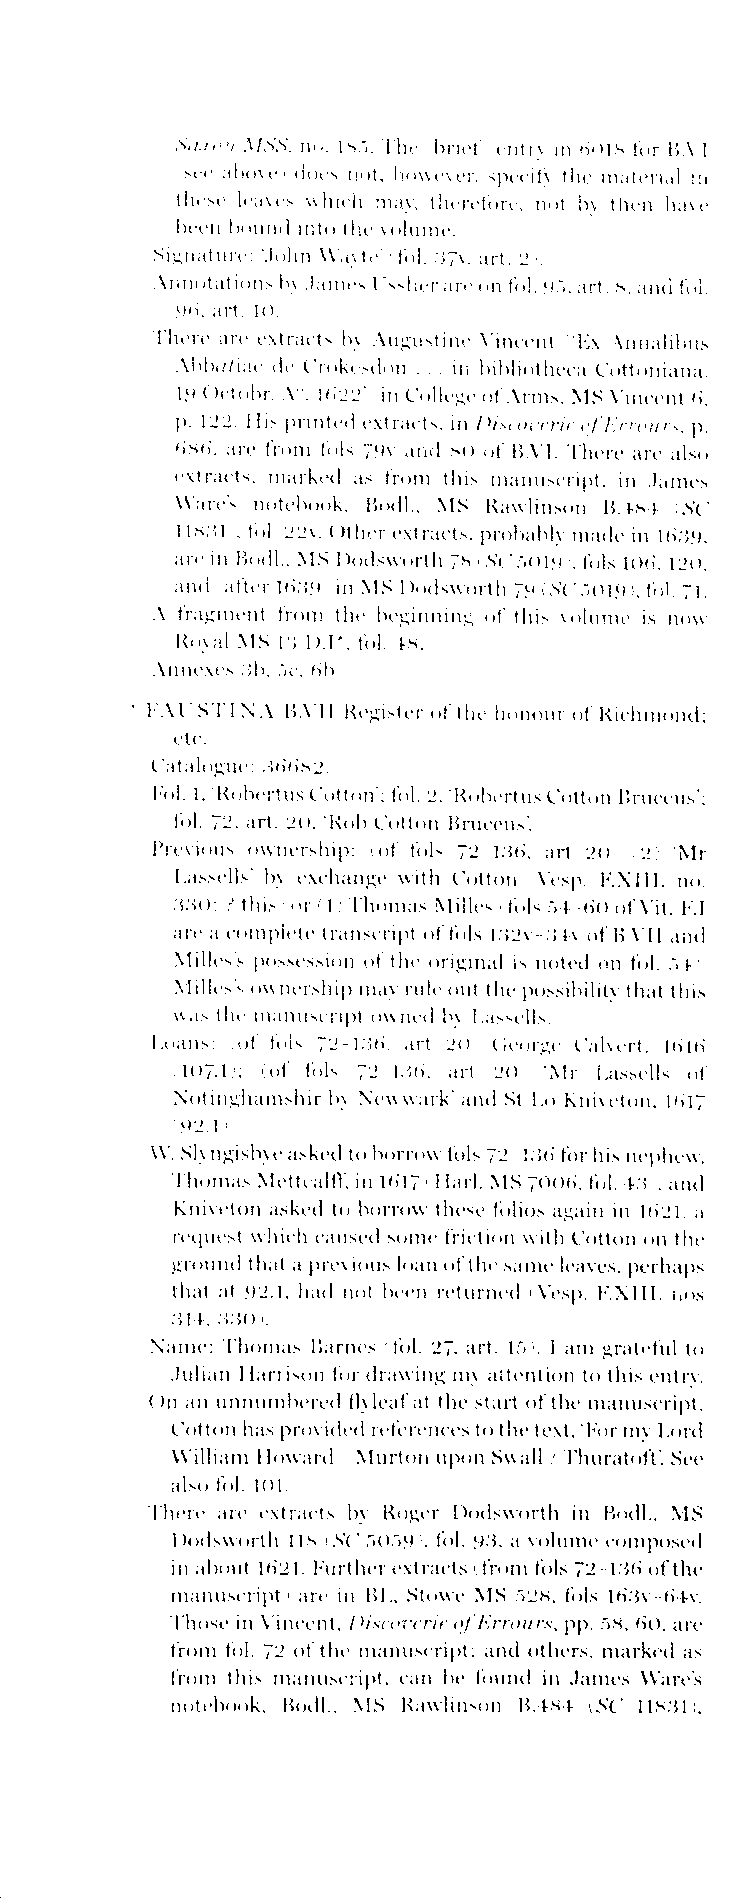 Saxon MSS, no. 185. The 'brief' entry in 6018 for B.VI
(see above) does not, however, specify the material in
these leaves which may, therefore, not by then have
been bound into the volume.
Signature: 'John Wayte' (fol. 37v, art. 2).
Annotations by James Ussher are on fol. 95, art. 8, and fol.
96, art. 10.
There are extracts by Augustine Vincent ('Ex Annalibus
Abbatiae de Crokesdon . . . in bibliotheca Cottoniana.
19 Octobr. Aº. 1622') in College of Arms, MS Vincent 6,
p. 122. His printed extracts, in Discoverie of Errours, p.
686, are from fols 79v and 80 of B.VI. There are also
extracts, marked as from this manuscript, in James
Ware's notebook, Bodl., MS Rawlinson B.484 (SC
11831), fol. 22v. Other extracts, probably made in 1639,
are in Bodl., MS Dodsworth 78 (SC 5019), fols 106, 120,
and (after 1639) in MS Dodsworth 79 (SC 5019), fol. 71.
A fragment from the beginning of this volume is now
Royal MS 13 D.I*, fol. 48.
Annexes 3b, 5c, 6b
* FAUSTINA B.VII Register of the honour of Richmond;
etc.
Catalogue: 36682.
Fol. 1, 'Robertus Cotton'; fol. 2, 'Robertus Cotton Bruceus';
fol. 72, art. 20, 'Rob Cotton Bruceus'.
Previous ownership: (of fols 72–136, art. 20) (2) 'Mr
Lassells' by exchange with Cotton (Vesp. F.XIII, no.
330); ? this (or (1)) Thomas Milles (fols 54–60 of Vit. F.I
are a complete transcript of fols 132v–34v of B.VII and
Milles's possession of the original is noted on fol. 54).
Milles's ownership may rule out the possibility that this
was the manuscript owned by Lassells.
Loans: (of fols 72–136, art. 20) George Calvert, 1616
(107.1); (of fols 72–136, art. 20) 'Mr Lassells of
Notinghamshir by Newwark' and St Lo Kniveton, 1617
(92.1).
W. Slyngisbye asked to borrow fols 72–136 for his nephew,
Thomas Mettcalff, in 1617 (Harl. MS 7006, fol. 43), and
Kniveton asked to borrow these folios again in 1621, a
request which caused some friction with Cotton on the
ground that a previous loan of the same leaves, perhaps
that at 92.1, had not been returned (Vesp. F.XIII, nos
314, 330).
Name: Thomas Barnes (fol. 27, art. 15). I am grateful to
Julian Harrison for drawing my attention to this entry.
On an unnumbered flyleaf at the start of the manuscript,
Cotton has provided references to the text, 'For my Lord
William Howard / Murton upon Swall / Thuratoft'. See
also fol. 101.
There are extracts by Roger Dodsworth in Bodl., MS
Dodsworth 118 (SC 5059), fol. 93, a volume composed
in about 1621. Further extracts (from fols 72–136 of the
manuscript) are in BL, Stowe MS 528, fols 163v–64v.
Those in Vincent, Discoverie of Errours, pp. 58, 60, are
from fol. 72 of the manuscript; and others, marked as
from this manuscript, can be found in James Ware's
notebook, Bodl., MS Rawlinson B.484 (SC 11831),